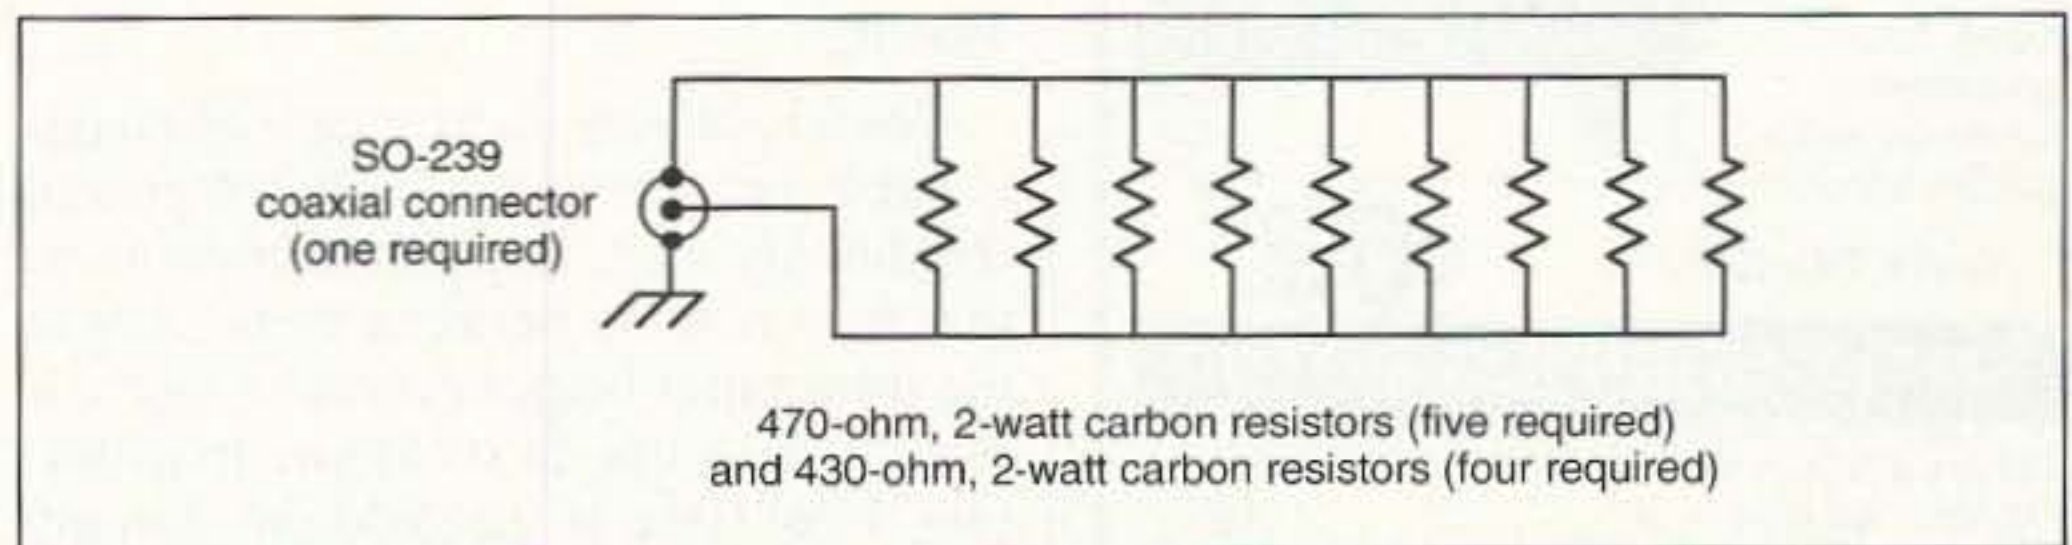 SO-239
coaxial connector
(one required)
470-ohm, 2-watt carbon resistors (five required)
and 430-ohm, 2-watt carbon resistors (four required)